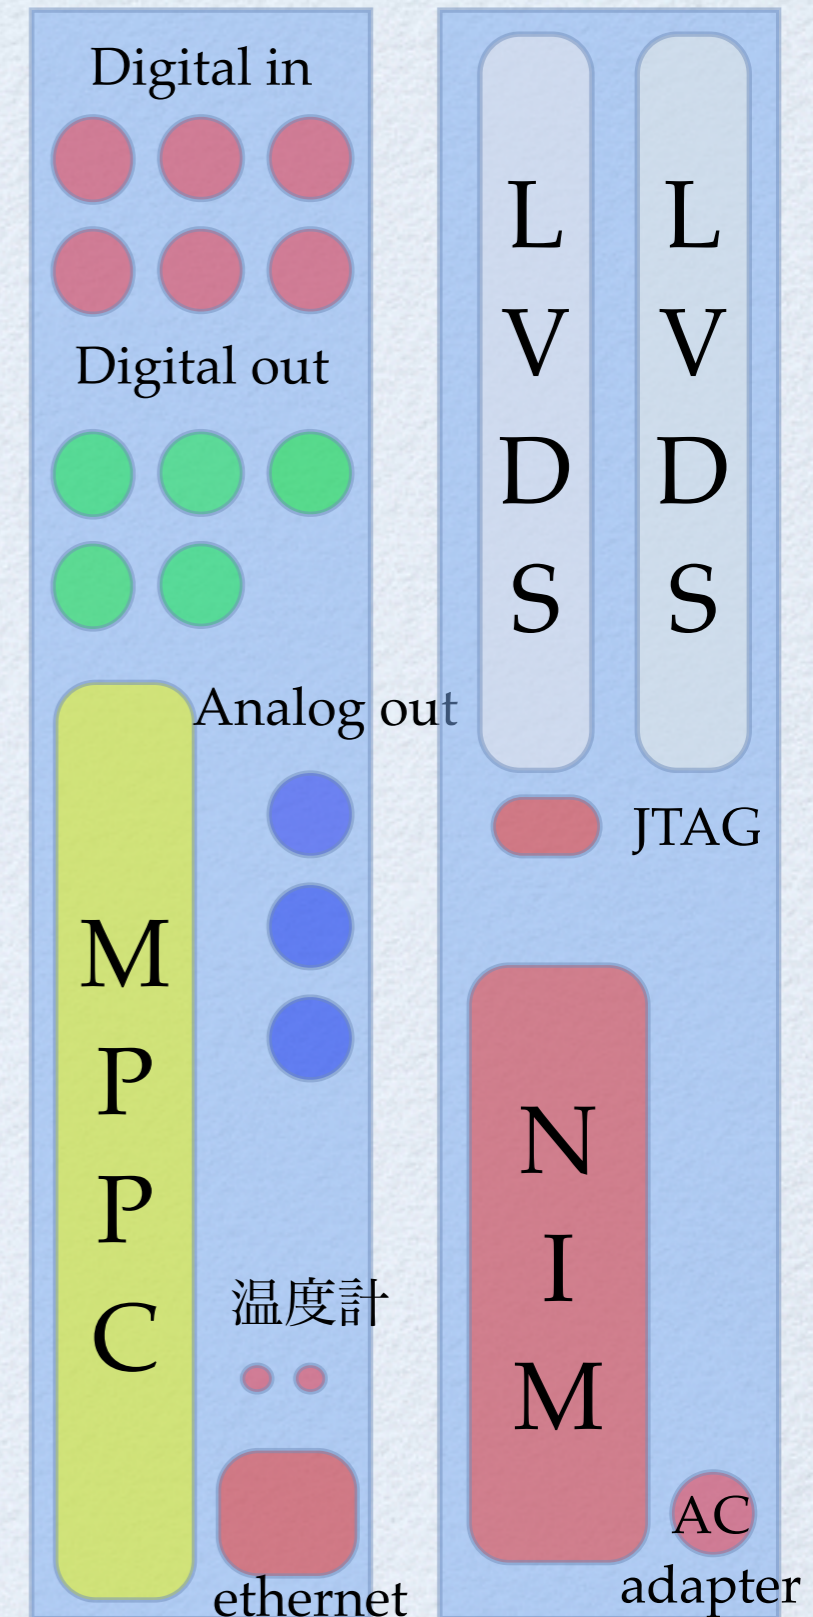 Digital in
Digital out
Analog out
M
P
P
C
温度計
ethernet
L
V
D
S
L
V
D
S
JTAG
N
I
M
AC
adapter